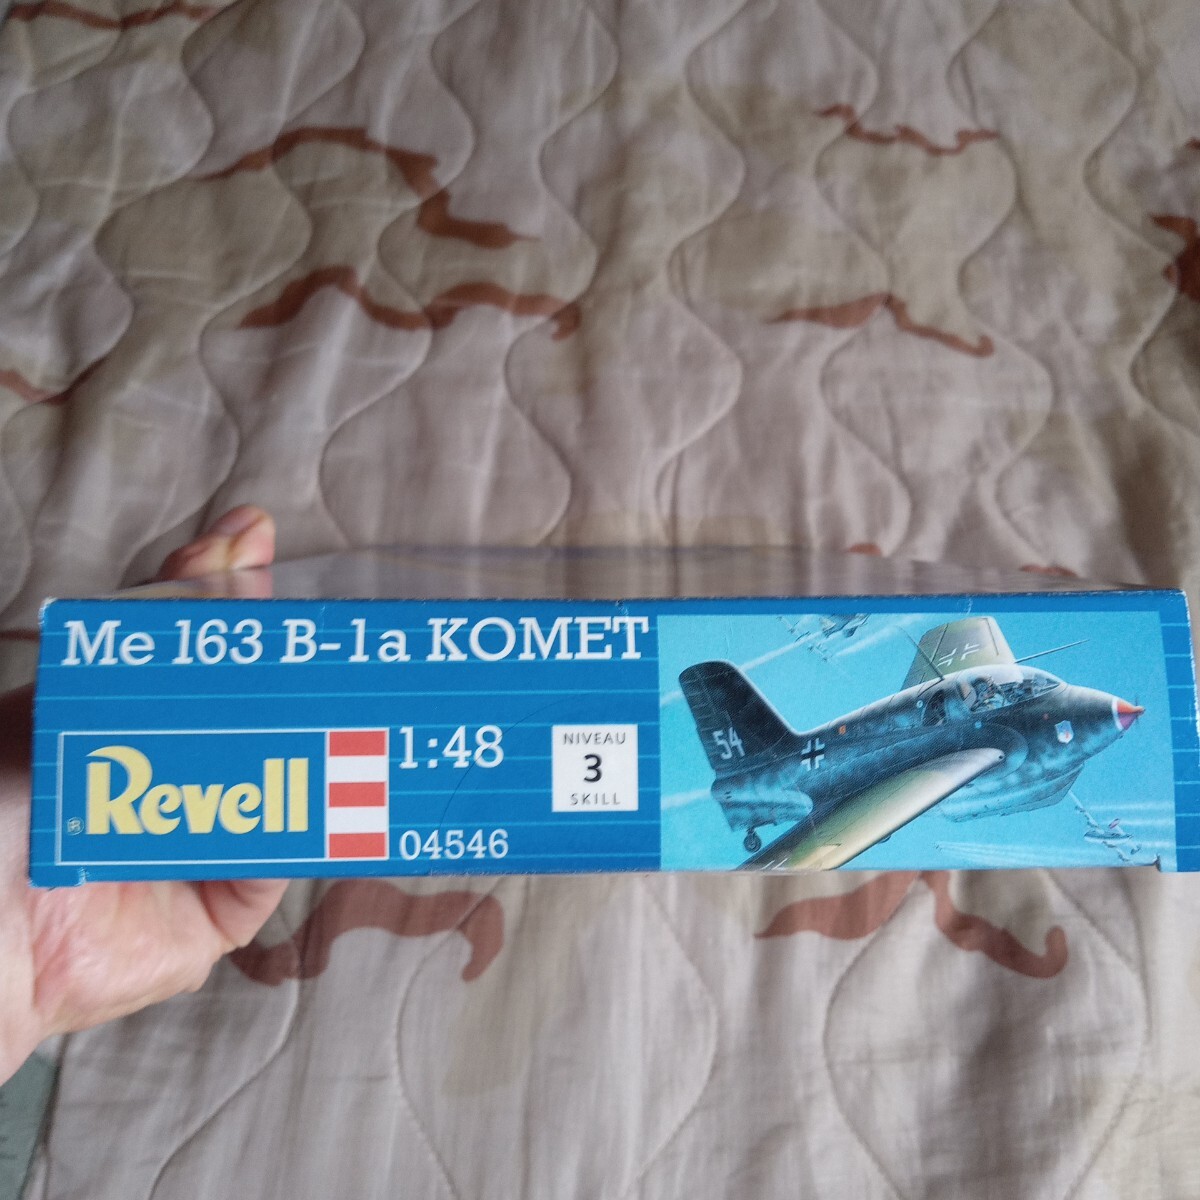 Me 163 B-1a KOMET
® Revell
1:48
04546
NIVEAU
3
SKILL
54